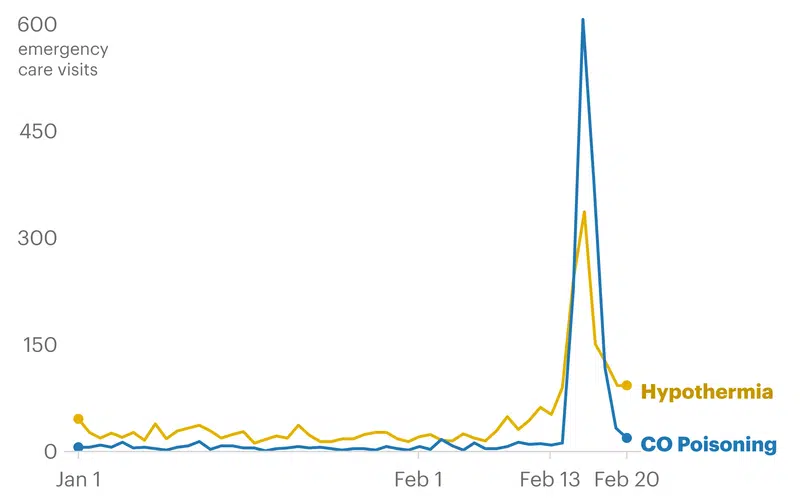 600
emergency
care visits
450
300
150
Hypothermia
0
CO Poisoning
Jan 1
Feb 1
Feb 13
Feb 20